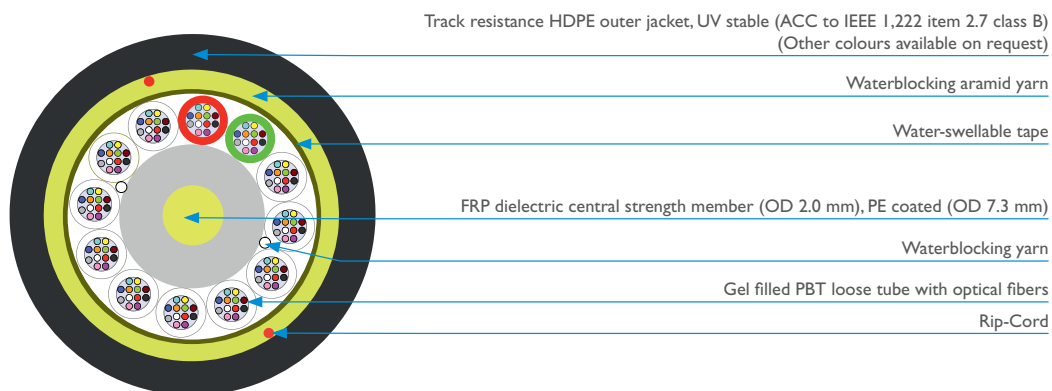 Track resistance HDPE outer jacket, UV stable (ACC to IEEE 1,222 item 2.7 class B)
(Other colours available on request)
Waterblocking aramid yarn
Water-swellable tape
FRP dielectric central strength member (OD 2.0 mm), PE coated (OD 7.3 mm)
Waterblocking yarn
Gel filled PBT loose tube with optical fibers
Rip-Cord